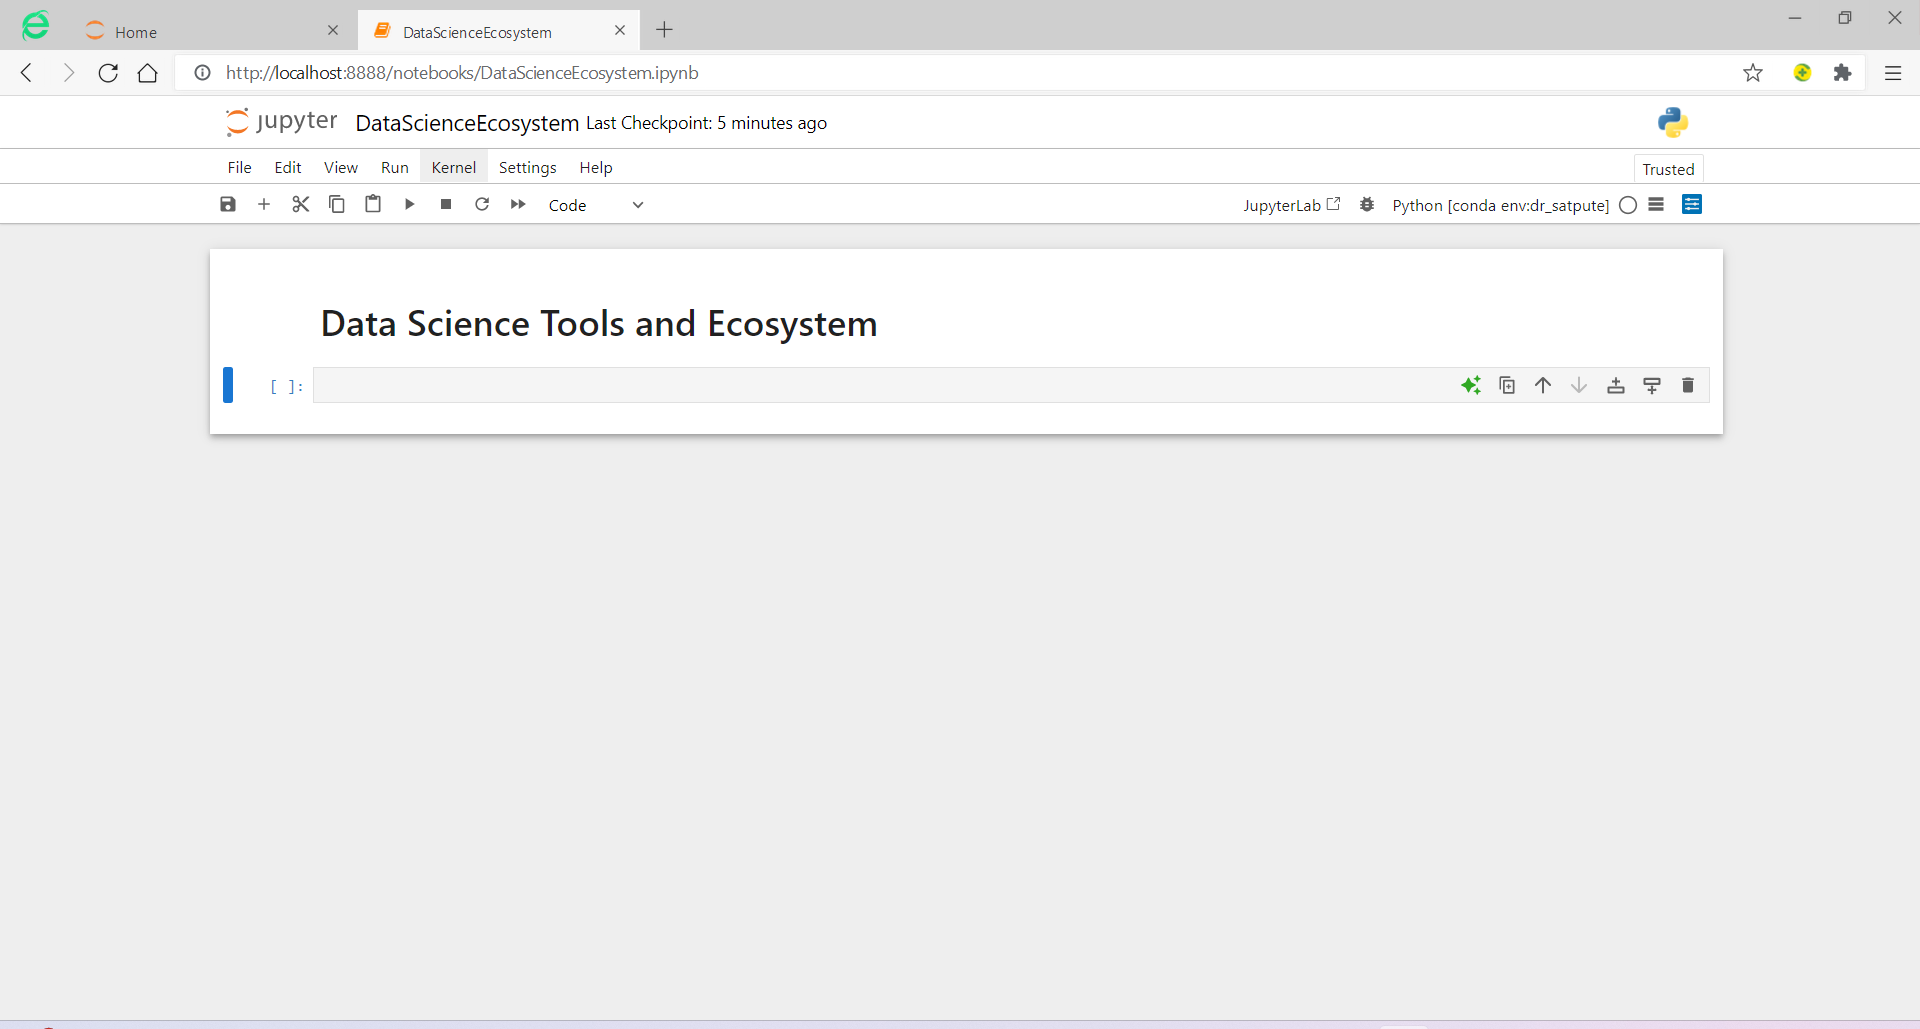 Home
DataScienceEcosystem
http://localhost:8888/notebooks/DataScienceEcosystem.ipynb
jupyter DataScienceEcosystem Last Checkpoint: 5 minutes ago
File Edit View Run Kernel Settings Help
Trusted
Code
JupyterLab
Python [conda env:dr_satpute]
Data Science Tools and Ecosystem
[ ]: